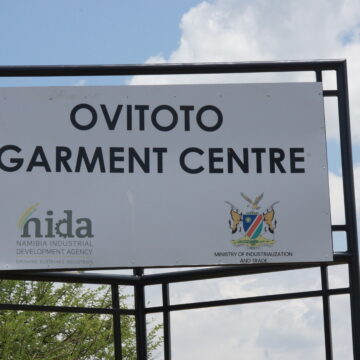 OVITOTO
GARMENT CENTRE
nida
NAMIBIA INDUSTRIAL
DEVELOPMENT AGENCY
MINISTRY OF INDUSTRIALIZATION
AND TRADE